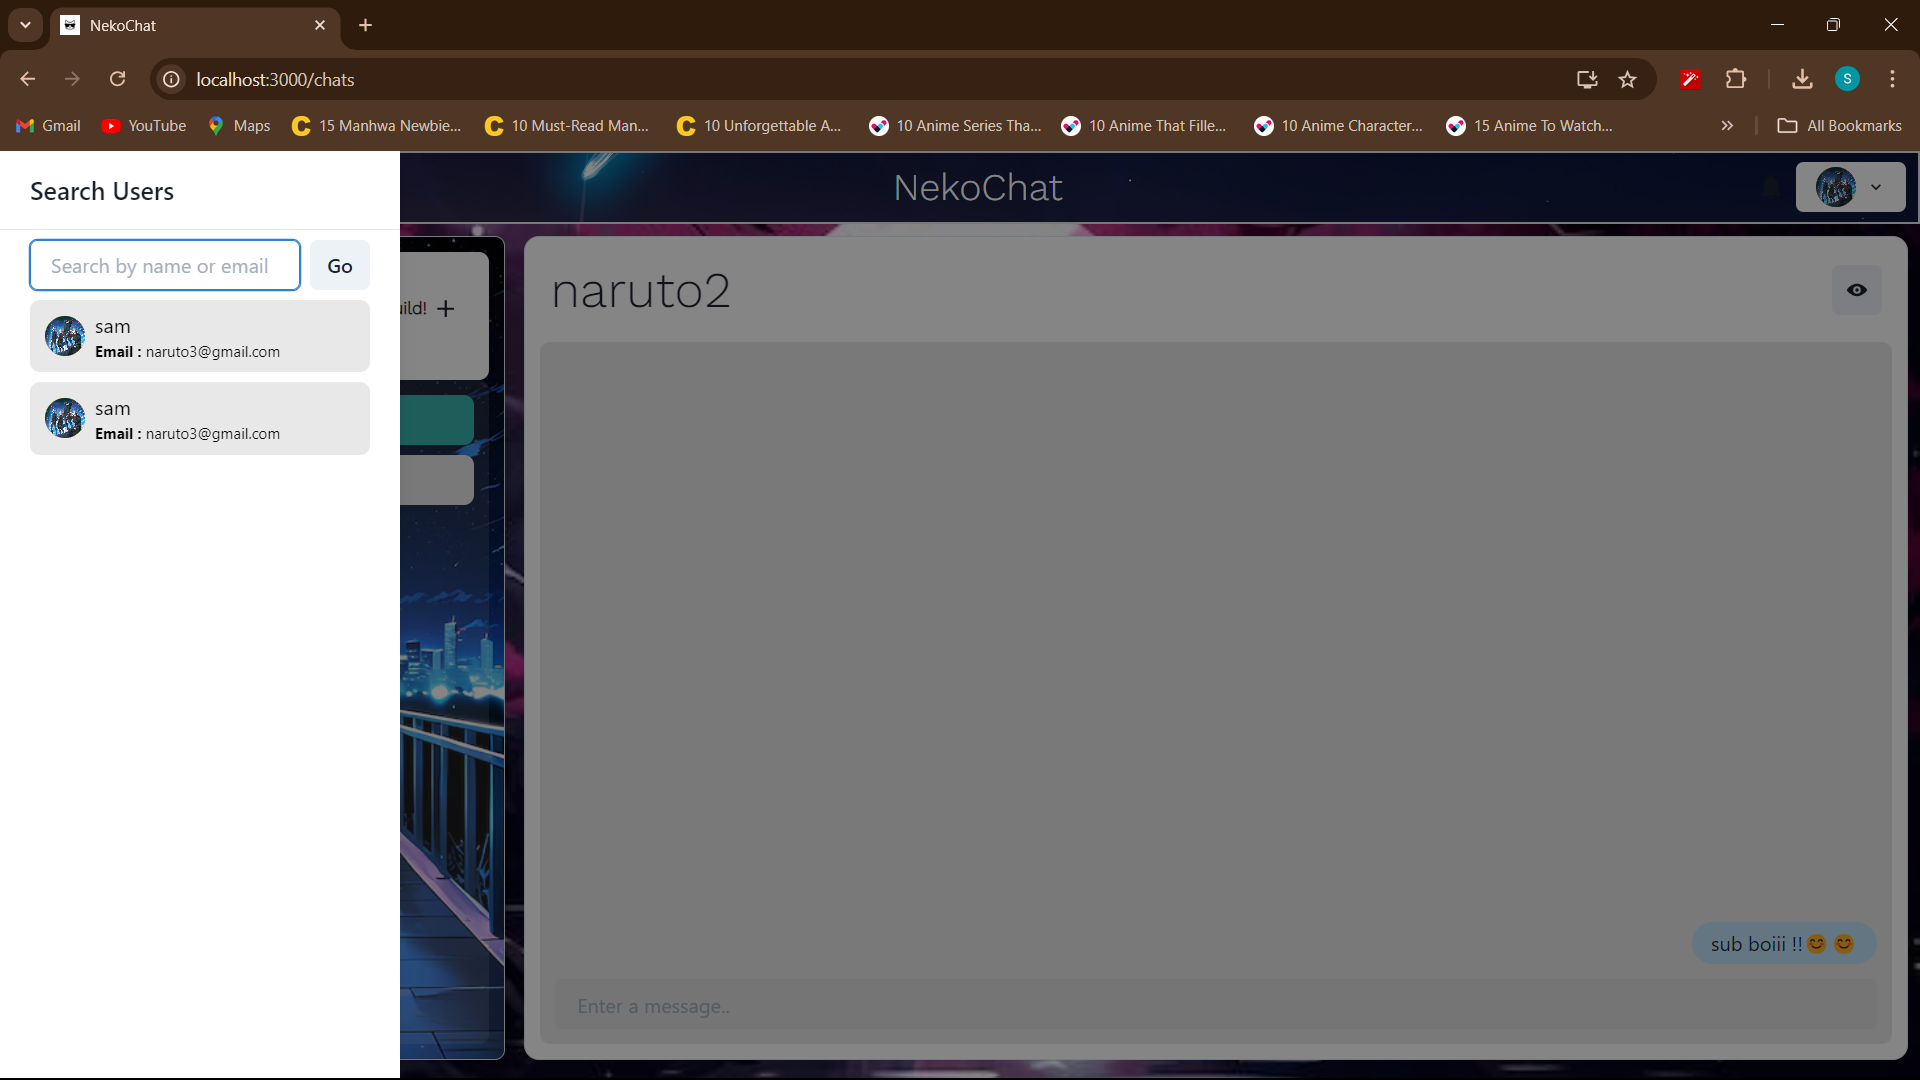 NekoChat
localhost:3000/chats
S
Gmail YouTube Maps 15 Manhwa Newbie... 10 Must-Read Man... 10 Unforgettable A... 10 Anime Series Tha... 10 Anime That Fille... 10 Anime Character... 15 Anime To Watch... All Bookmarks
Search Users
NekoChat
Search by name or email Go
sam
Email : naruto3@gmail.com
sam
Email : naruto3@gmail.com
uild! +
naruto2
sub boiii !!😊 😊
Enter a message..